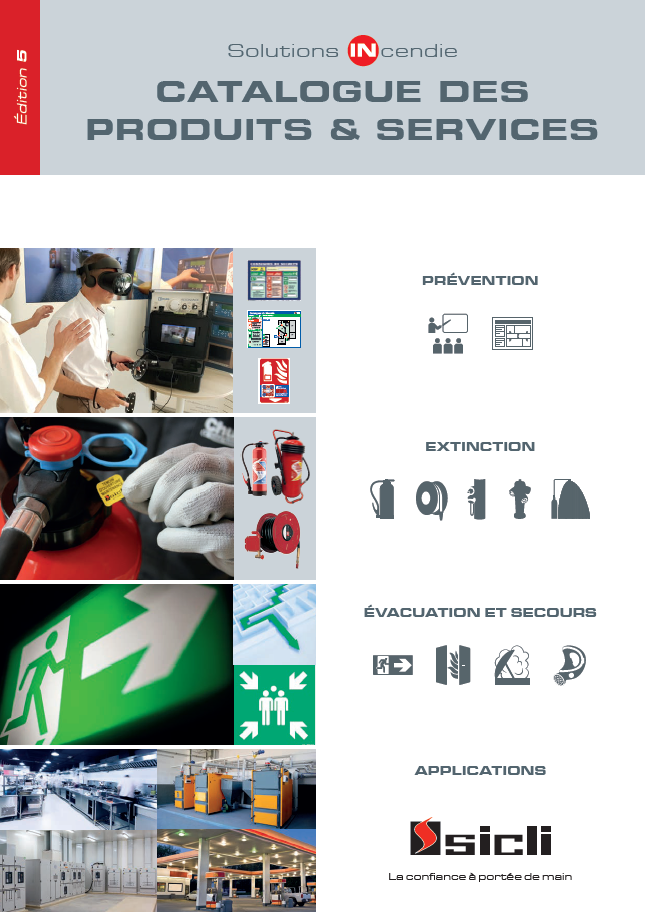 Édition 5
Solutions INcendie
CATALOGUE DES
PRODUITS & SERVICES
PRÉVENTION
EXTINCTION
ÉVACUATION ET SECOURS
APPLICATIONS
sicli
La confiance à portée de main